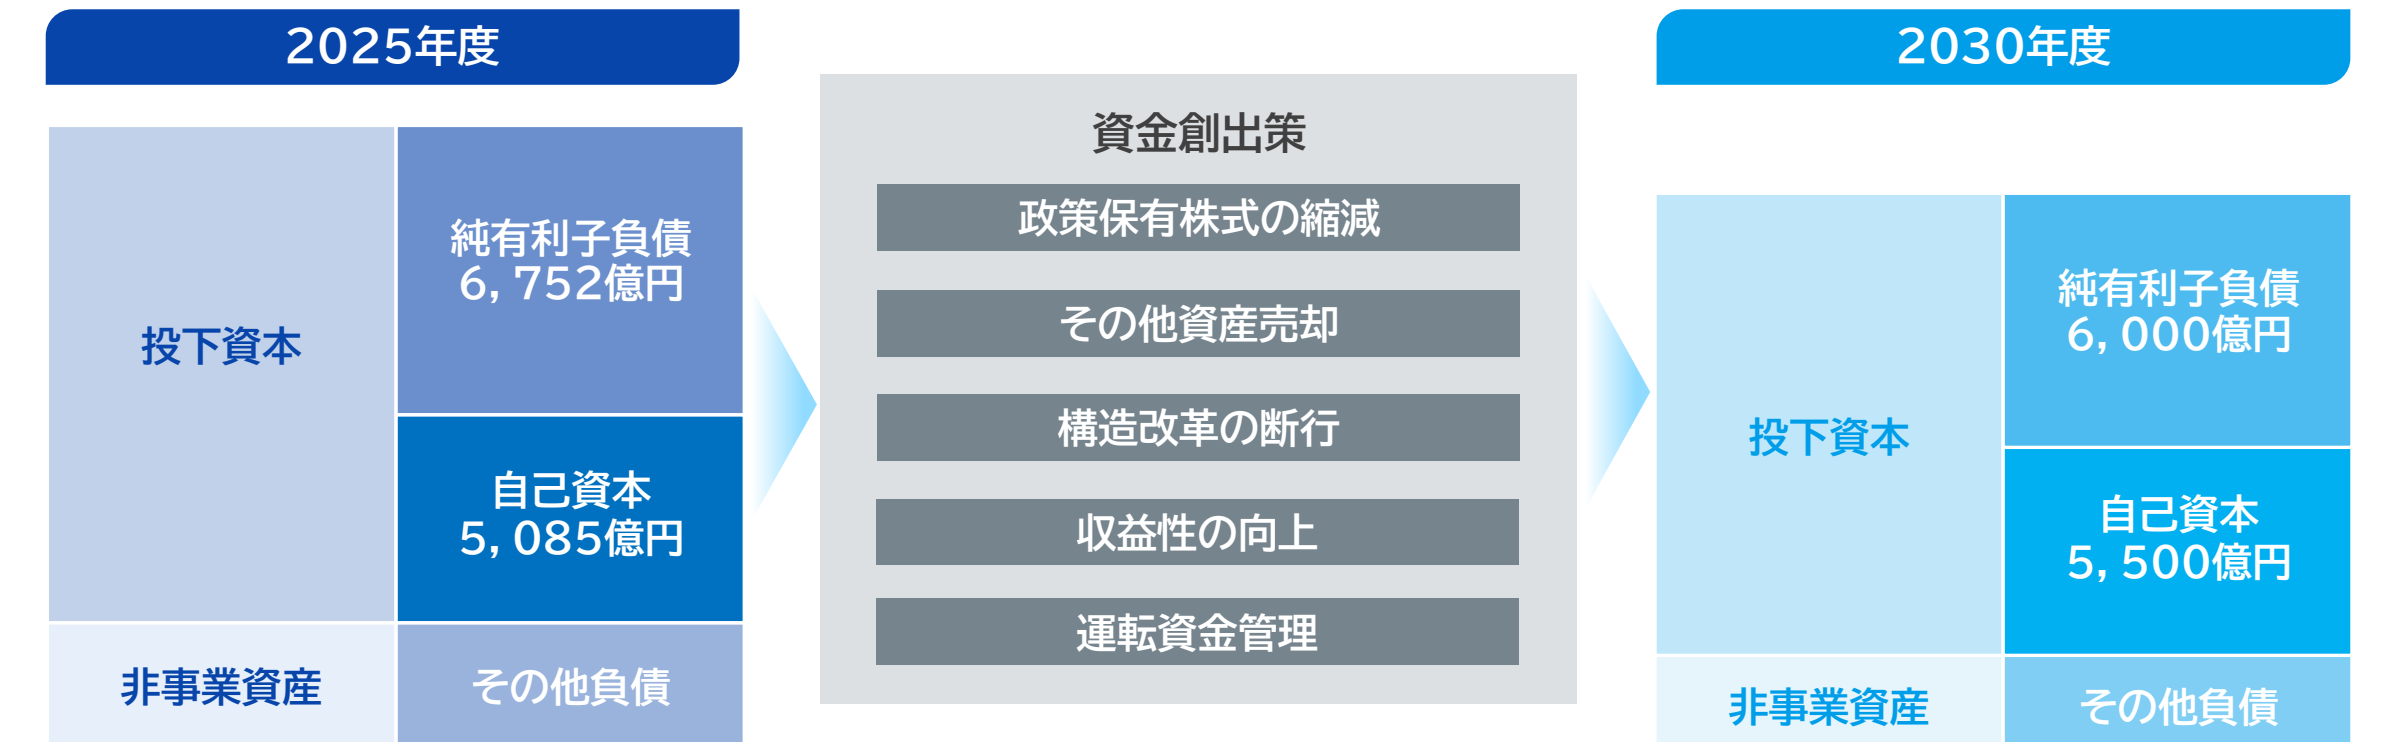 2025年度
投下資本
純有利子負債
6,752億円
自己資本
5,085億円
非事業資産
その他負債
資金創出策
政策保有株式の縮減
その他資産売却
構造改革の断行
収益性の向上
運転資金管理
2030年度
投下資本
純有利子負債
6,000億円
自己資本
5,500億円
非事業資産
その他負債